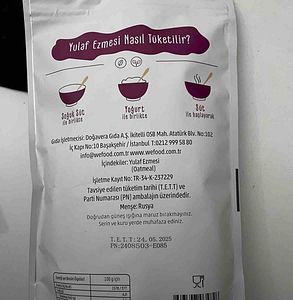 Yulaf Ezmesi Nasıl Tüketilir?
Soğuk Süt
ile birlikte
Yoğurt
ile birlikte
Süt
ile kaynayarak
Gıda İşletmecisi: Doğavera Gıda A.Ş. İkitelli OSB Mah. Atatürk Blv. No:102
İç Kapı No:10 Başakşehir / İstanbul T:0212 999 58 80
info@wefood.com.tr www.wefood.com.tr
İçindekiler: Yulaf Ezmesi
(Oatmeal)
İşletme Kayıt No: TR-34-K-237229
Tavsiye edilen tüketim tarihi (T.E.T.T) ve
Parti Numarası (PN) ambalajın üzerindedir.
Menşe: Rusya
Doğrudan güneş ışığına maruz bırakmayınız.
Serin ve kuru yerde muhafaza ediniz.
T.E.T.T:24.05.2025
PN:2408503-E085
100 g için